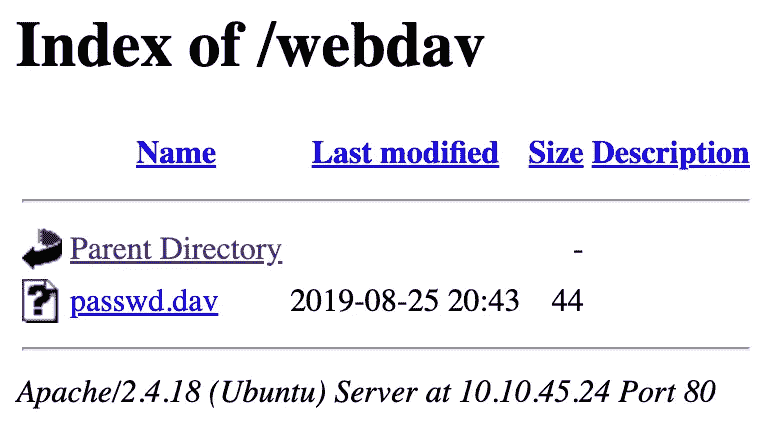 Index of /webdav
Name Last modified Size Description
Parent Directory -
passwd.dav 2019-08-25 20:43 44
Apache/2.4.18 (Ubuntu) Server at 10.10.45.24 Port 80